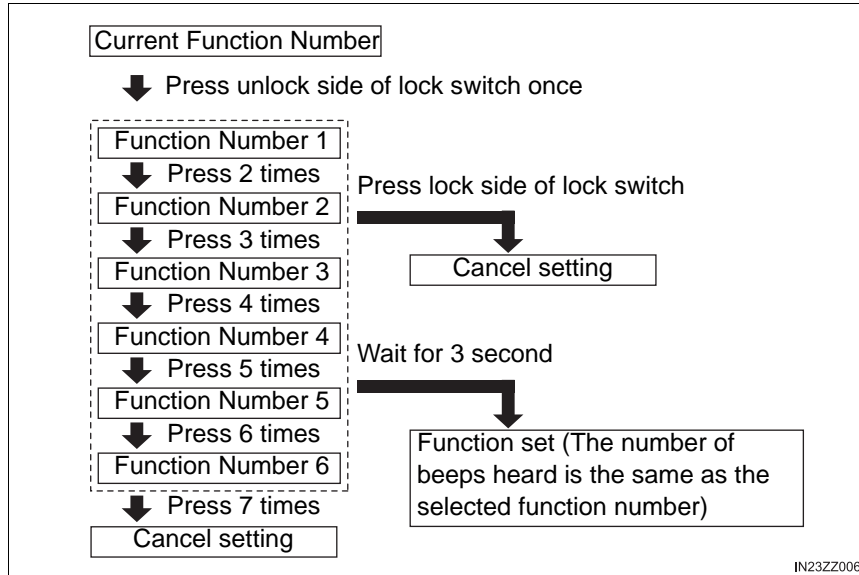 Current Function Number
Press unlock side of lock switch once
Function Number 1
Press 2 times
Function Number 2
Press 3 times
Function Number 3
Press 4 times
Function Number 4
Press 5 times
Function Number 5
Press 6 times
Function Number 6
Press 7 times
Cancel setting
Press lock side of lock switch
Cancel setting
Wait for 3 second
Function set (The number of
beeps heard is the same as the
selected function number)
IN23ZZ006